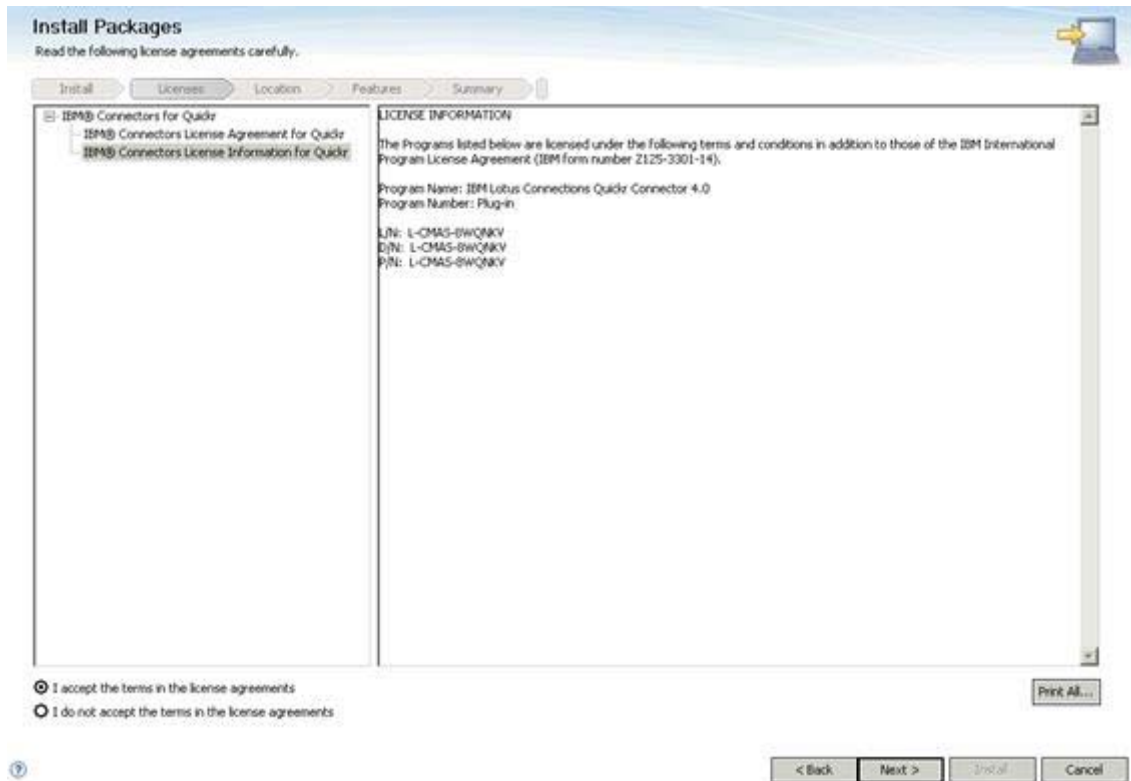 Install Packages
Read the following license agreements carefully.
Install Licenses Location Features Summary
IBM® Connectors for Quickr
IBM® Connectors License Agreement for Quickr
IBM® Connectors License Information for Quickr
LICENSE INFORMATION
The Programs listed below are licensed under the following terms and conditions in addition to those of the IBM International
Program License Agreement (IBM form number Z125-3301-14).
Program Name: IBM Lotus Connections Quickr Connector 4.0
Program Number: Plug-in
L/N: L-CMAS-8WQNKV
D/N: L-CMAS-8WQNKV
P/N: L-CMAS-8WQNKV
I accept the terms in the license agreements
Print All...
I do not accept the terms in the license agreements
?
< Back Next > Install Cancel